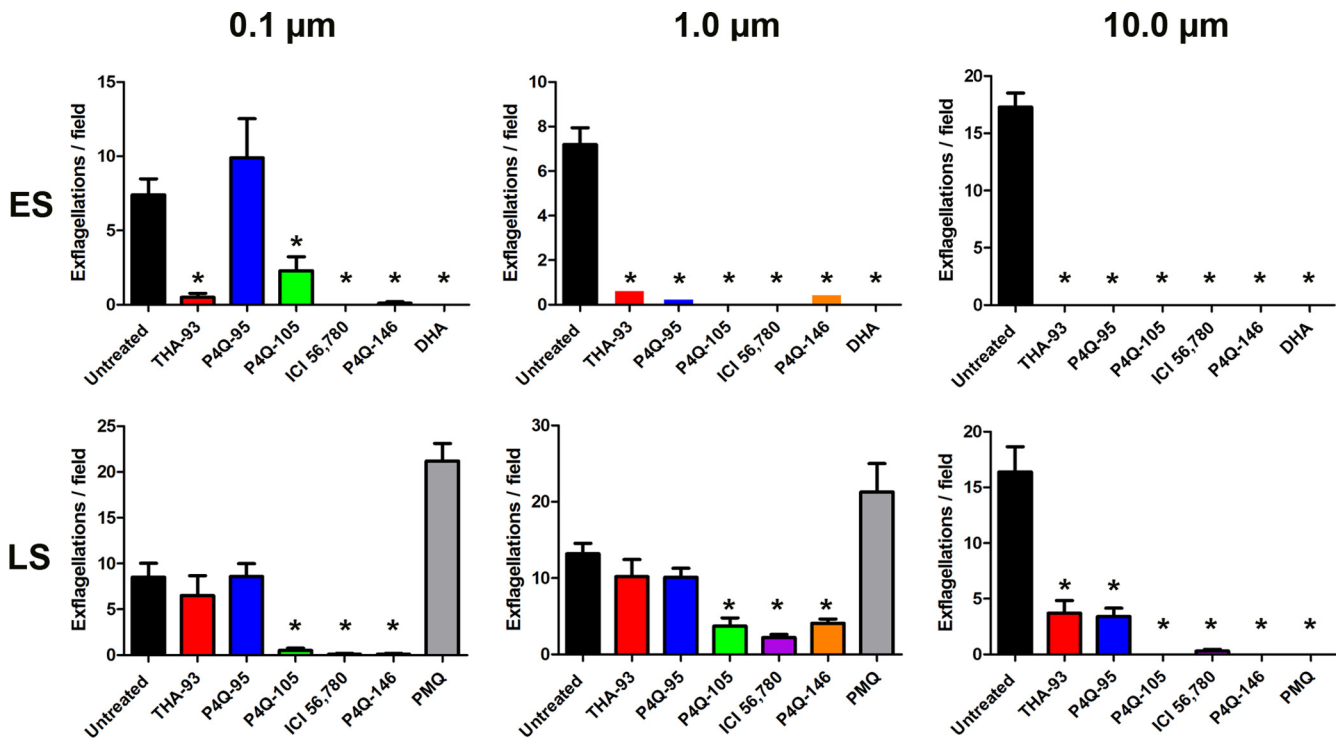 0.1 µm
1.0 µm
10.0 µm
ES
Exflagellations / field
15
10
5
0
*
*
*
*
*
Untreated
THA-93
P4Q-95
P4Q-105
ICI 56,780
P4Q-146
DHA
Exflagellations / field
10
8
6
4
2
0
*
*
*
*
*
*
Untreated
THA-93
P4Q-95
P4Q-105
ICI 56,780
P4Q-146
DHA
Exflagellations / field
20
15
10
5
0
*
*
*
*
*
*
Untreated
THA-93
P4Q-95
P4Q-105
ICI 56,780
P4Q-146
DHA
LS
Exflagellations / field
25
20
15
10
5
0
*
*
*
Untreated
THA-93
P4Q-95
P4Q-105
ICI 56,780
P4Q-146
PMQ
Exflagellations / field
30
20
10
0
*
*
*
Untreated
THA-93
P4Q-95
P4Q-105
ICI 56,780
P4Q-146
PMQ
Exflagellations / field
20
15
10
5
0
*
*
*
*
*
*
Untreated
THA-93
P4Q-95
P4Q-105
ICI 56,780
P4Q-146
PMQ